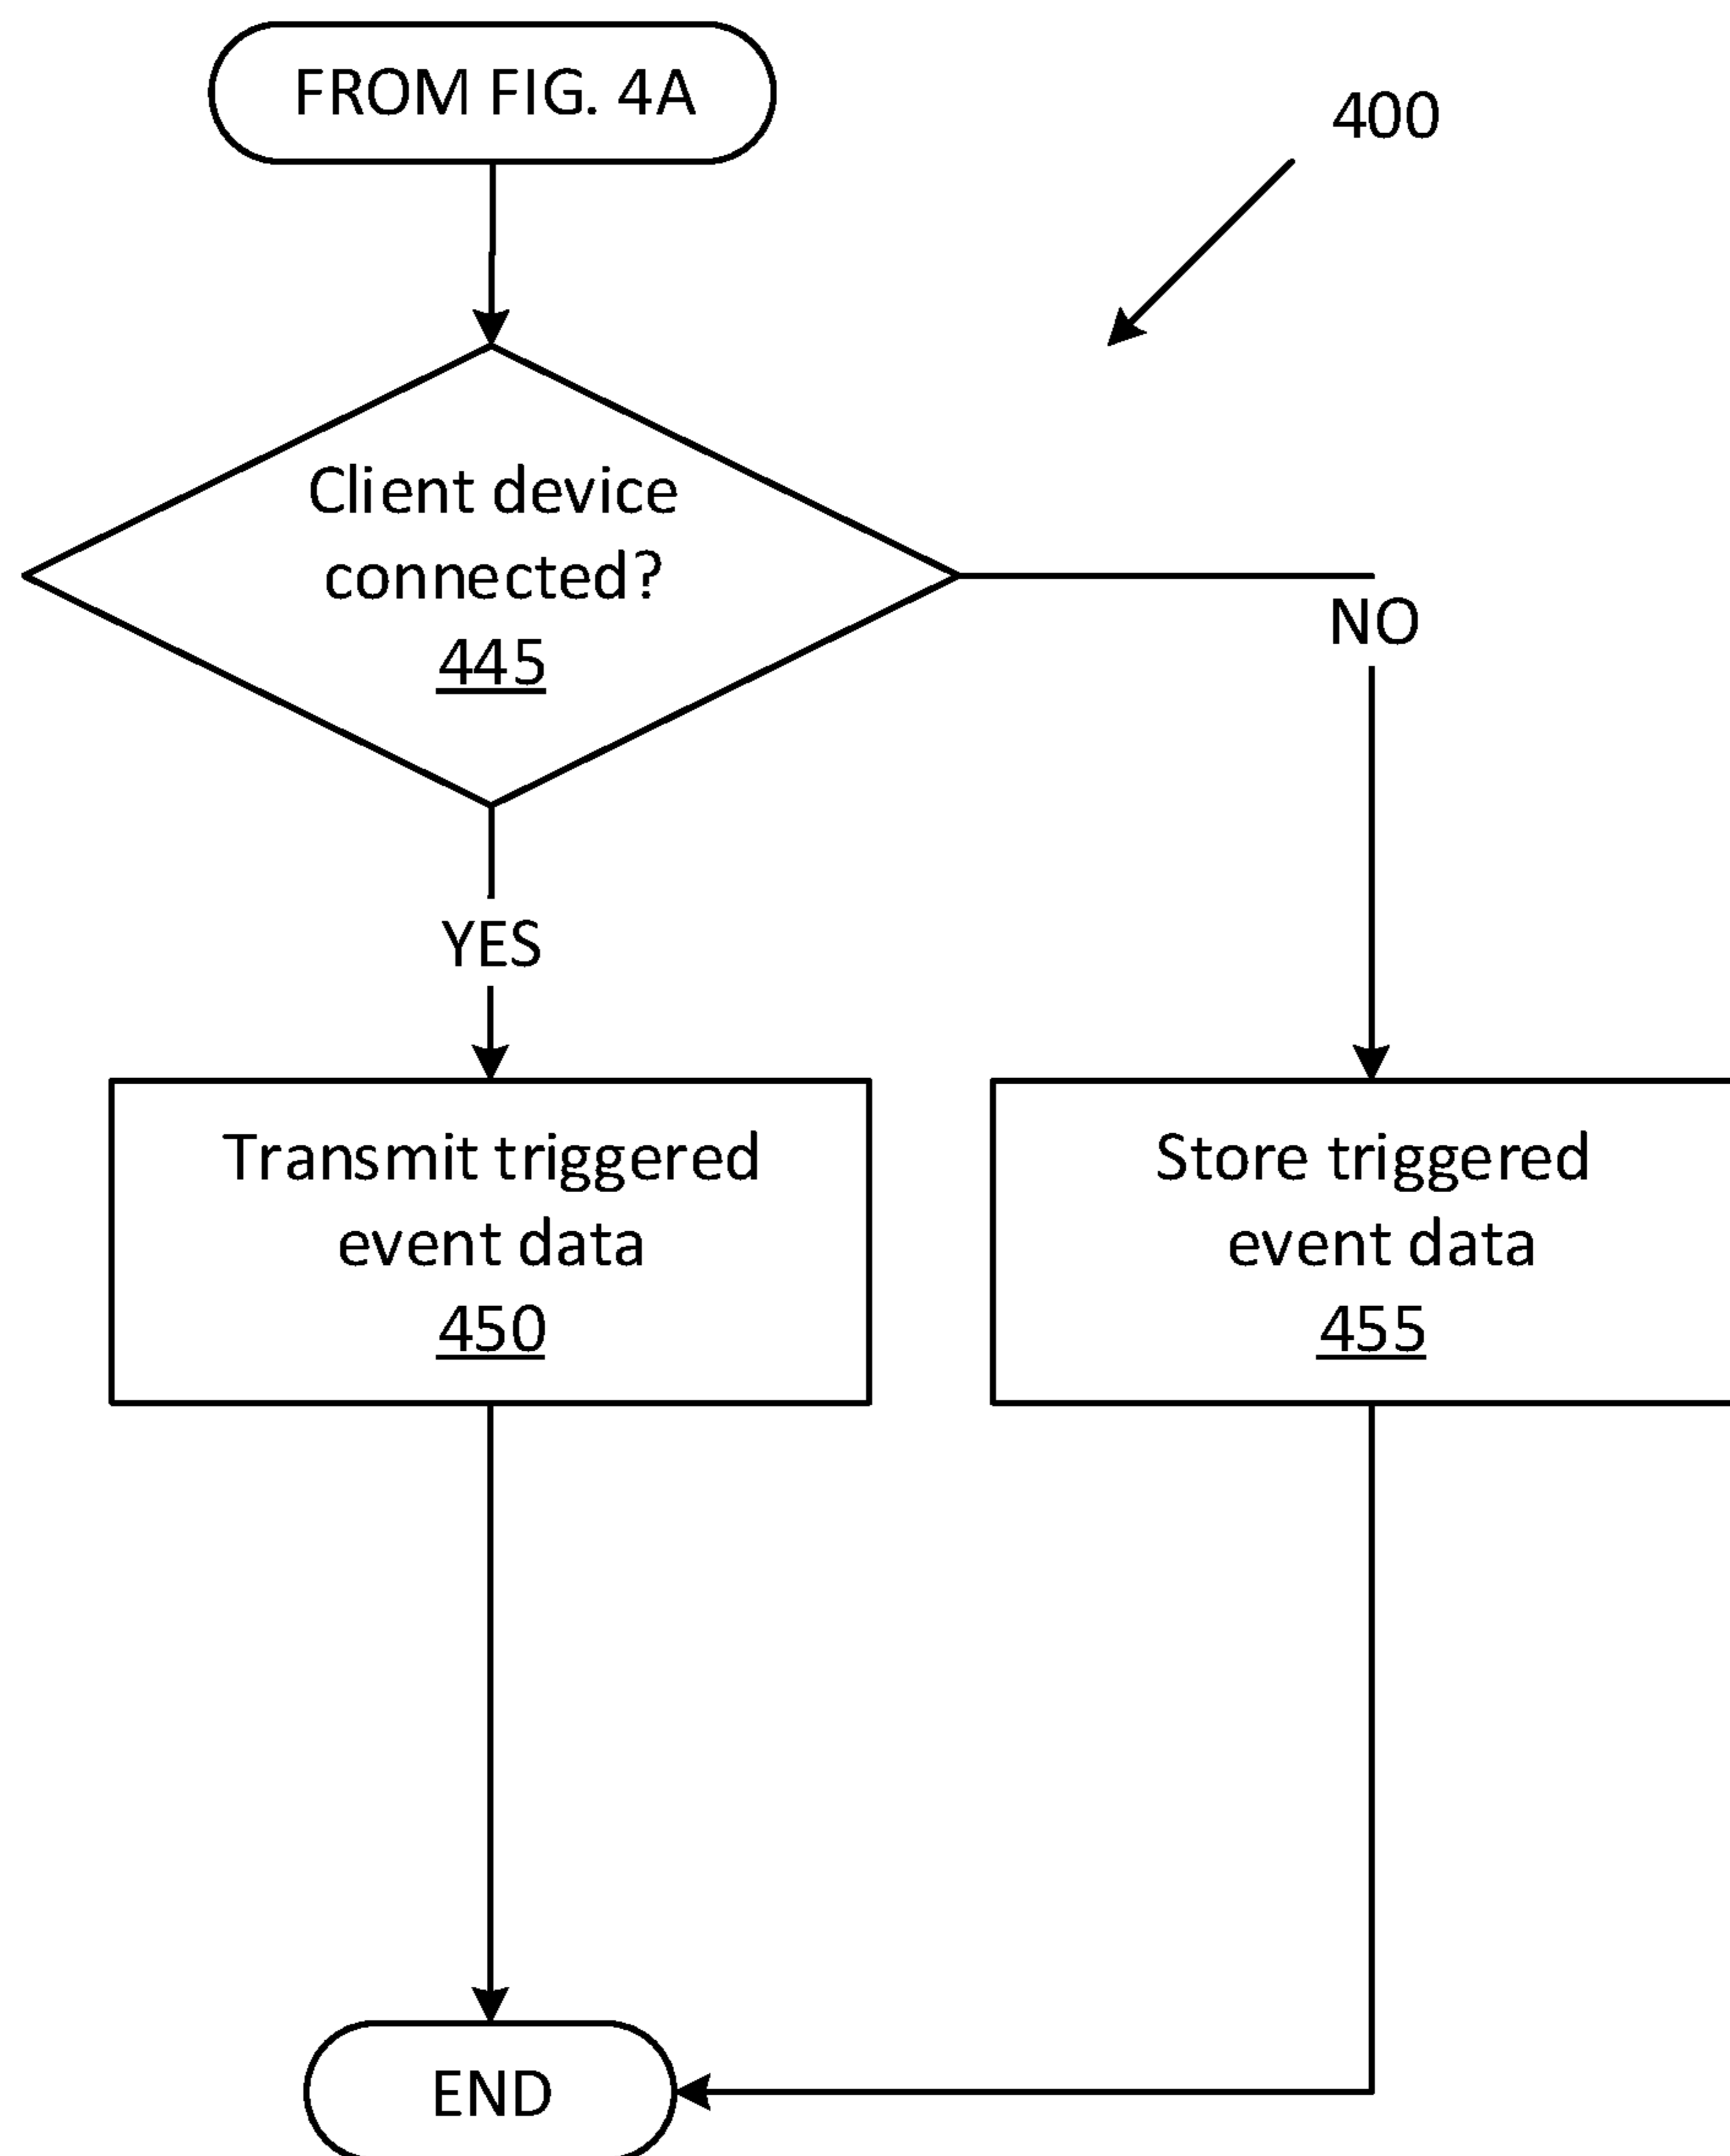 FROM FIG. 4A
400
Client device
connected?
445
NO
YES
Transmit triggered
event data
450
Store triggered
event data
455
END